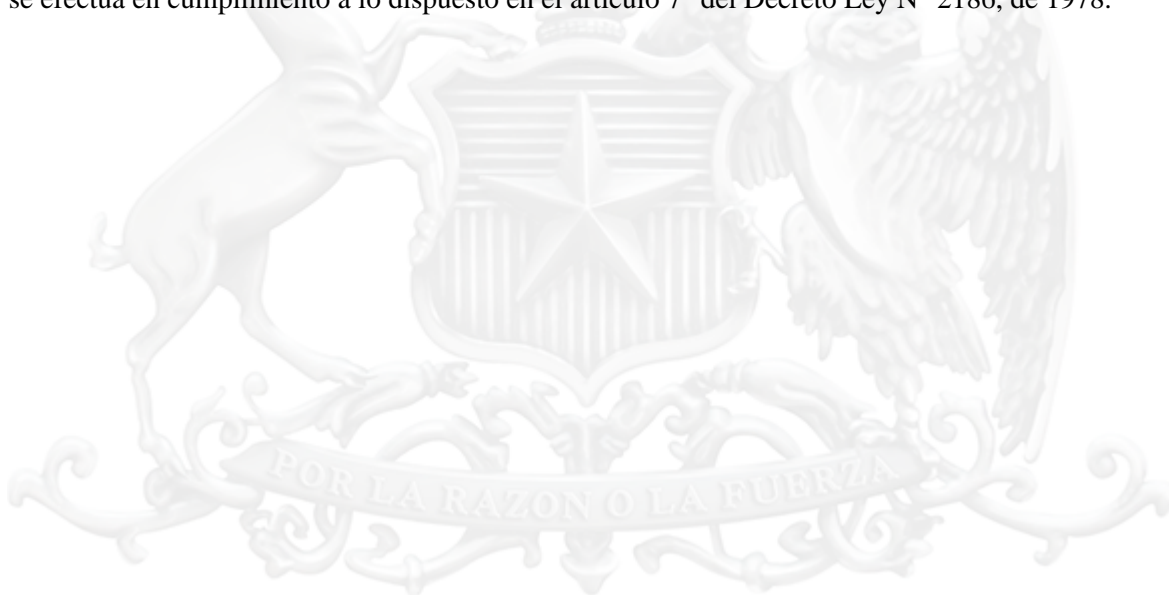 se efectúa en cumplimiento a lo dispuesto en el artículo 7° del Decreto Ley N° 2186, de 1978.
POR LA RAZON O LA FUERZA